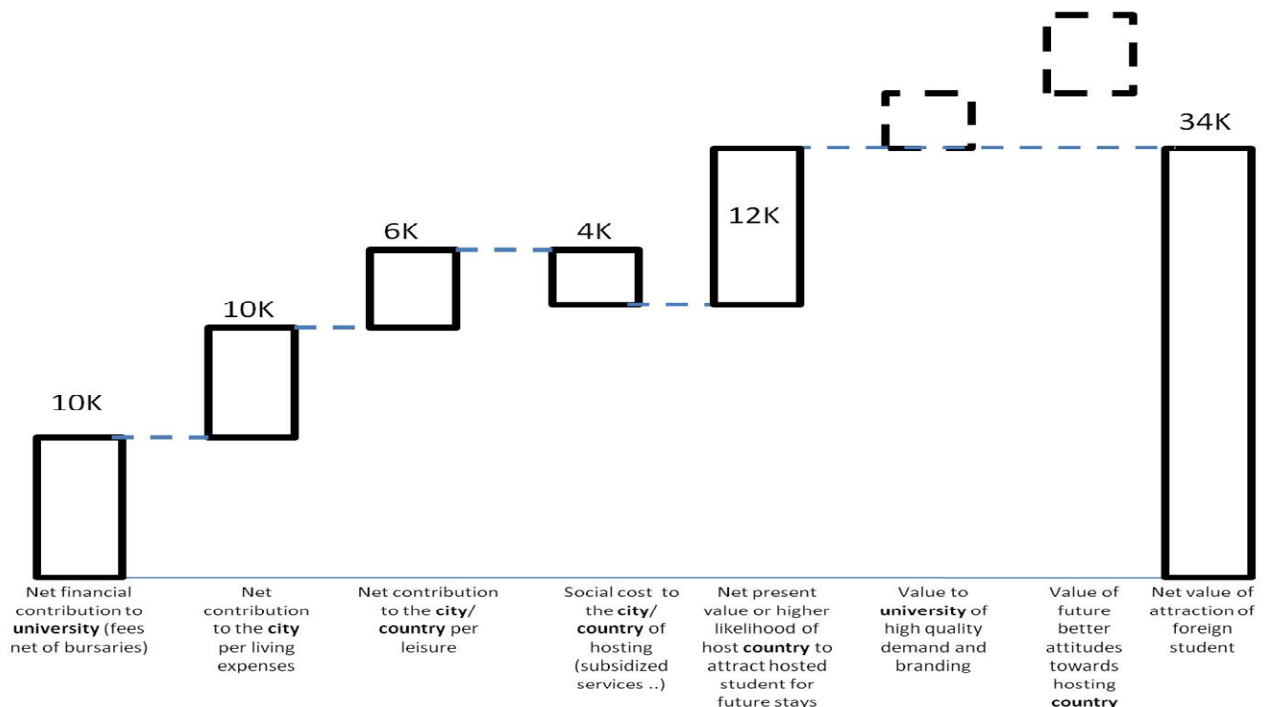 34K
12K
6K
4K
10K
10K
Net financial
contribution to
university (fees
net of bursaries)
Net
contribution
to the city
per living
expenses
Net contribution
to the city/
country per
leisure
Social cost to
the city/
country of
hosting
(subsidized
services ..)
Net present
value or higher
likelihood of
host country to
attract hosted
student for
future stays
Value to
university of
high quality
demand and
branding
Value of
future
better
attitudes
towards
hosting
country
Net value of
attraction of
foreign
student